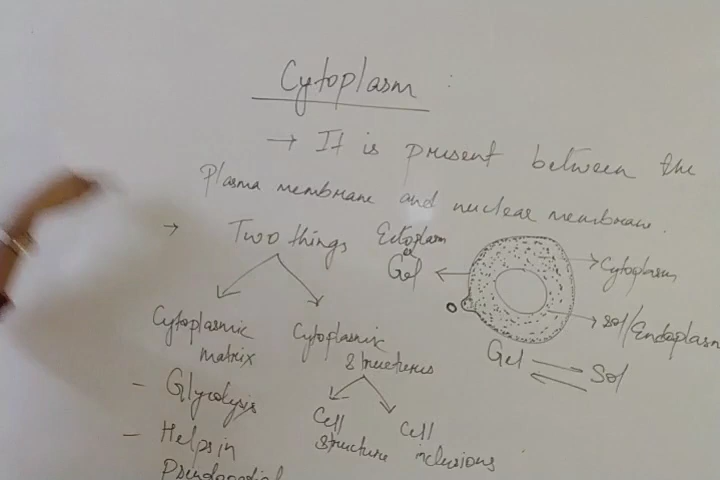 Cytoplasm :
→ It is present between the
Plasma membrane and nuclear membrane.
→ Two things
Ectoplasm
or
Gel
Cytoplasm
Sol/Endoplasm
Gel
Sol
Cytoplasmic
matrix
- Glycolysis
- Helps in
Cytoplasmic
structures
Cell
structure
Cell
inclusions